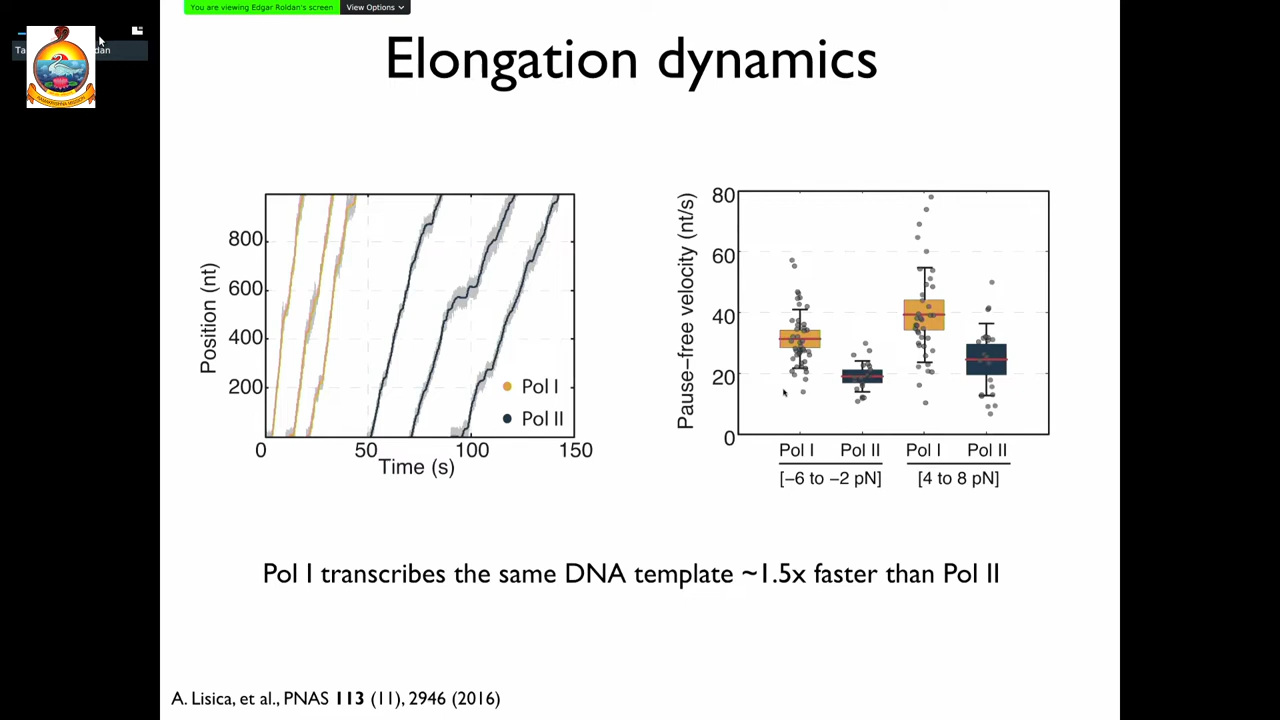 You are viewing Edgar Roldan's screen View Options
Elongation dynamics
Position (nt)
800
600
400
200
0 50 100 150
Time (s)
Pol I
Pol II
Pause-free velocity (nt/s)
80
60
40
20
0
Pol I Pol II Pol I Pol II
[−6 to −2 pN] [4 to 8 pN]
Pol I transcribes the same DNA template ~1.5x faster than Pol II
A. Lisica, et al., PNAS 113 (11), 2946 (2016)